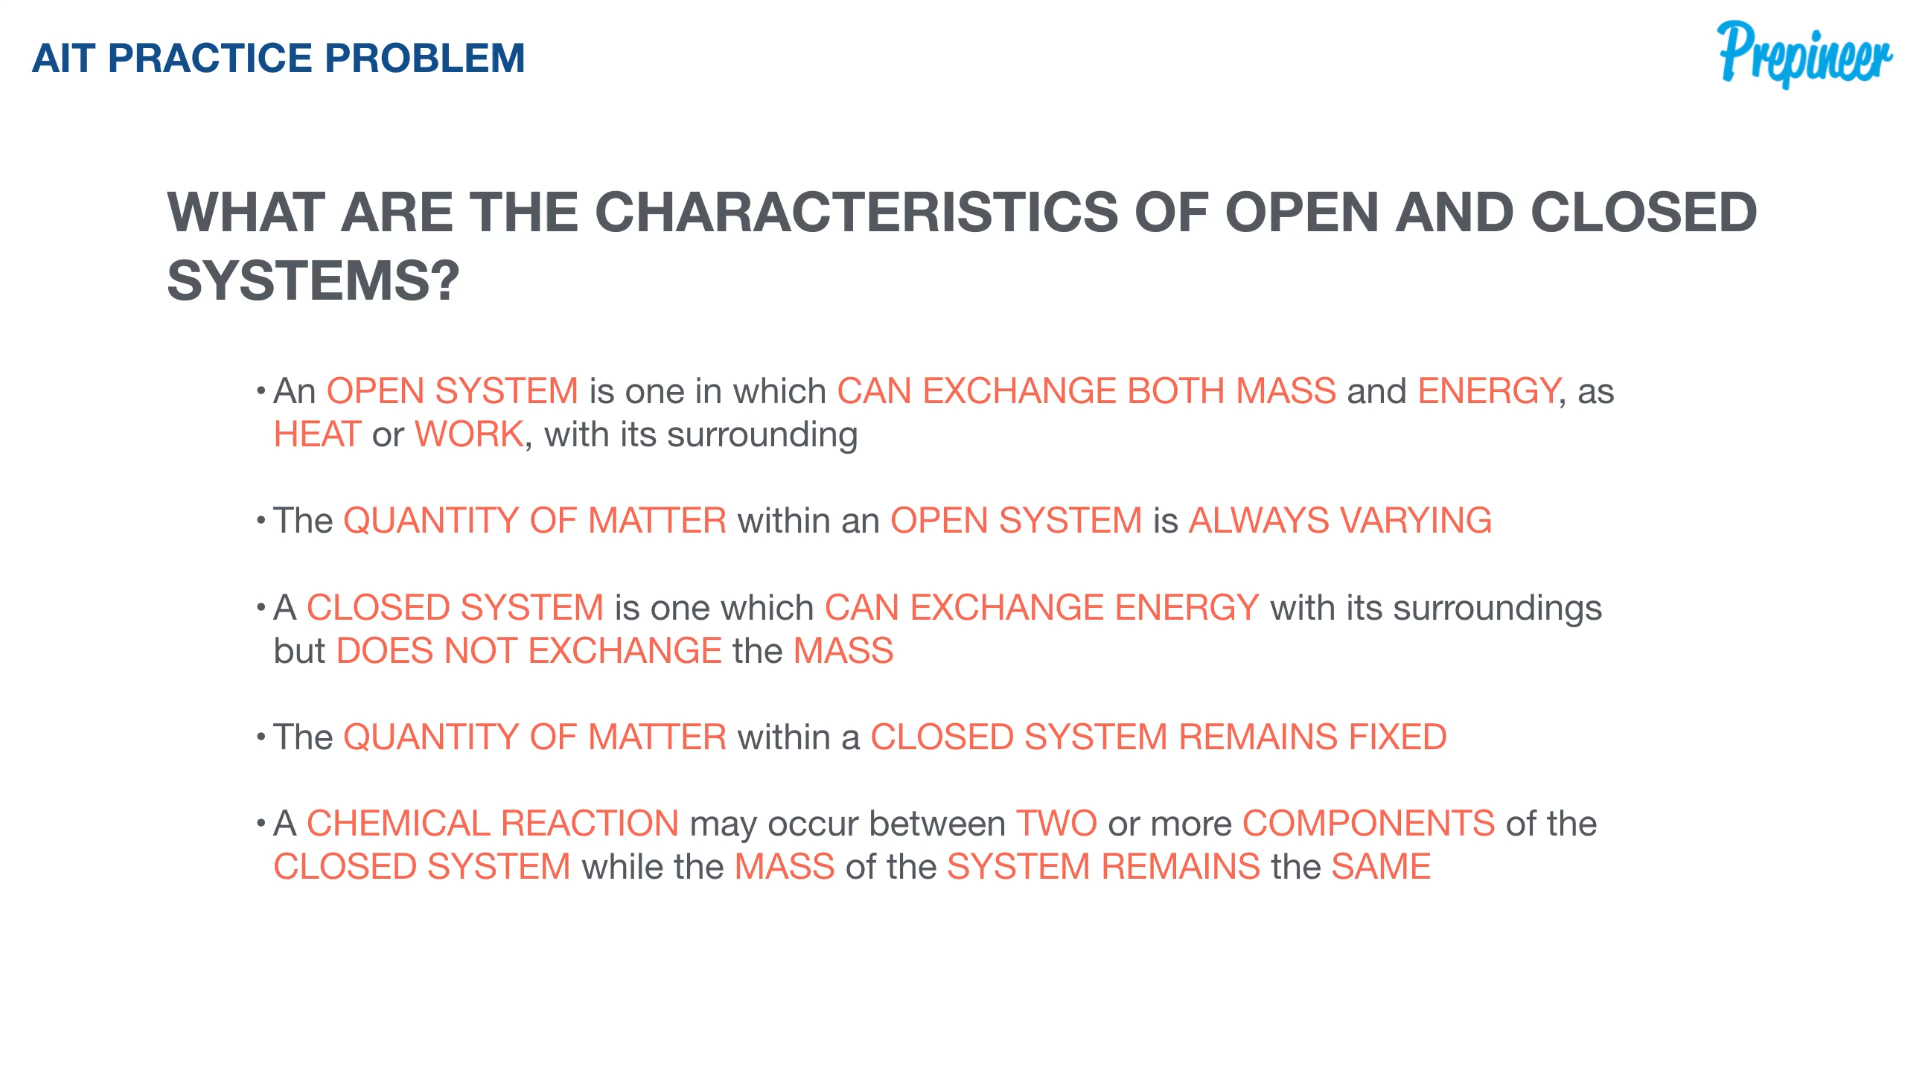 AIT PRACTICE PROBLEM
Prepineer
WHAT ARE THE CHARACTERISTICS OF OPEN AND CLOSED
SYSTEMS?
• An OPEN SYSTEM is one in which CAN EXCHANGE BOTH MASS and ENERGY, as
HEAT or WORK, with its surrounding
• The QUANTITY OF MATTER within an OPEN SYSTEM is ALWAYS VARYING
• A CLOSED SYSTEM is one which CAN EXCHANGE ENERGY with its surroundings
but DOES NOT EXCHANGE the MASS
• The QUANTITY OF MATTER within a CLOSED SYSTEM REMAINS FIXED
• A CHEMICAL REACTION may occur between TWO or more COMPONENTS of the
CLOSED SYSTEM while the MASS of the SYSTEM REMAINS the SAME